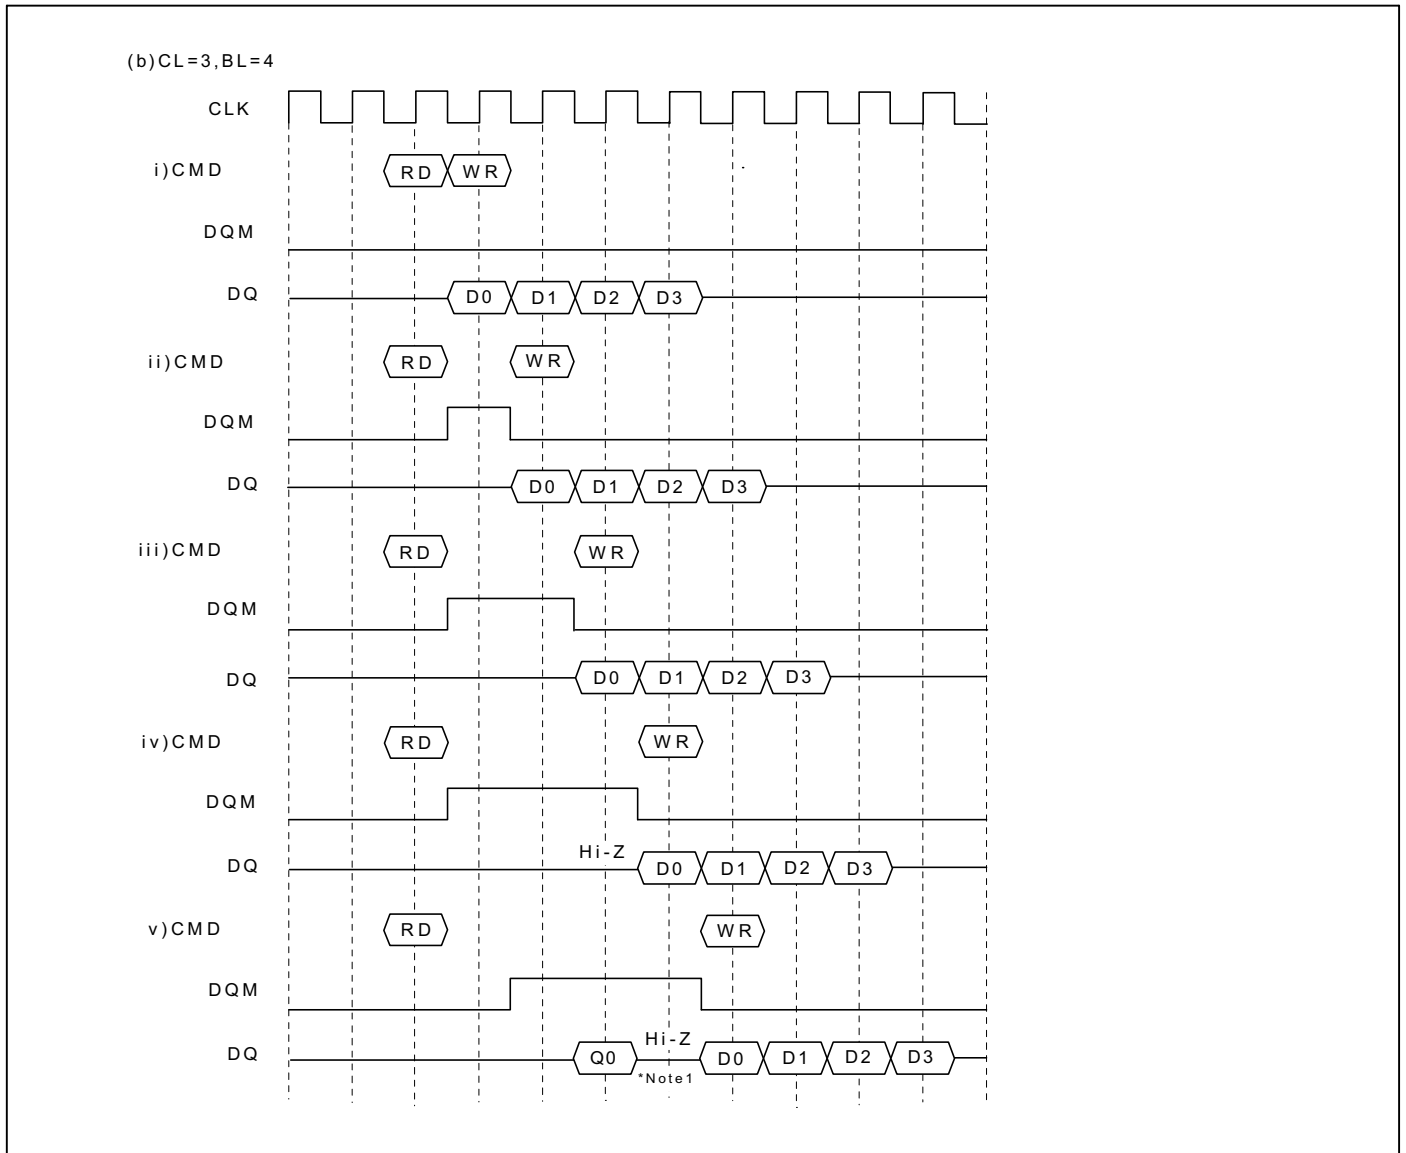 (b)CL=3,BL=4
CLK
i)CMD RD WR
DQM
DQ D0 D1 D2 D3
ii)CMD RD WR
DQM
DQ D0 D1 D2 D3
iii)CMD RD WR
DQM
DQ D0 D1 D2 D3
iv)CMD RD WR
DQM
DQ Hi-Z D0 D1 D2 D3
v)CMD RD WR
DQM
DQ Q0 Hi-Z D0 D1 D2 D3
*Note1